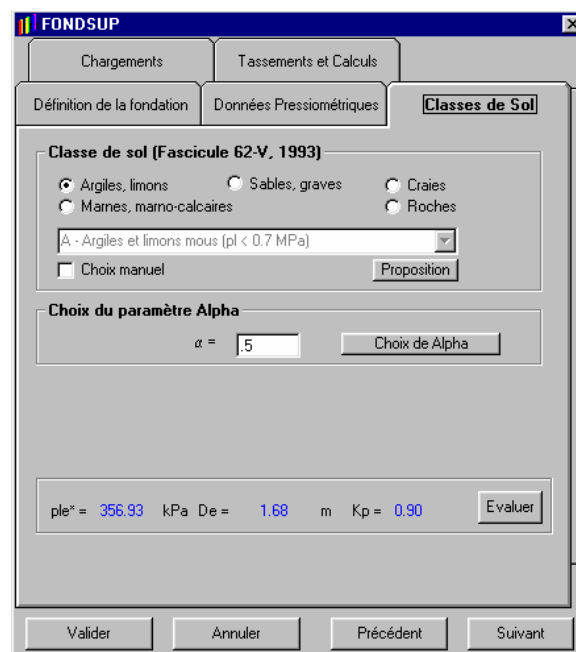 FONDSUP
Chargements Tassements et Calculs
Définition de la fondation Données Pressiométriques Classes de Sol
Classe de sol (Fascicule 62-V, 1993)
Argiles, limons Sables, graves Craies
Marnes, marno-calcaires Roches
A - Argiles et limons mous (pl < 0.7 MPa)
Choix manuel Proposition
Choix du paramètre Alpha
α = .5 Choix de Alpha
ple* = 356.93 kPa De = 1.68 m Kp = 0.90 Evaluer
Valider Annuler Précédent Suivant